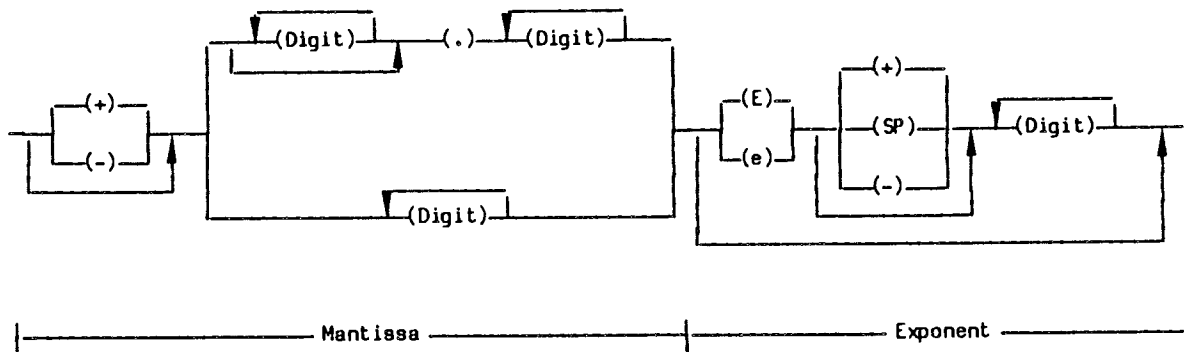 (Digit) (.) (Digit)
(+) (E) (+)
(SP) (Digit)
(-) (e) (-)
(Digit)
Mantissa Exponent